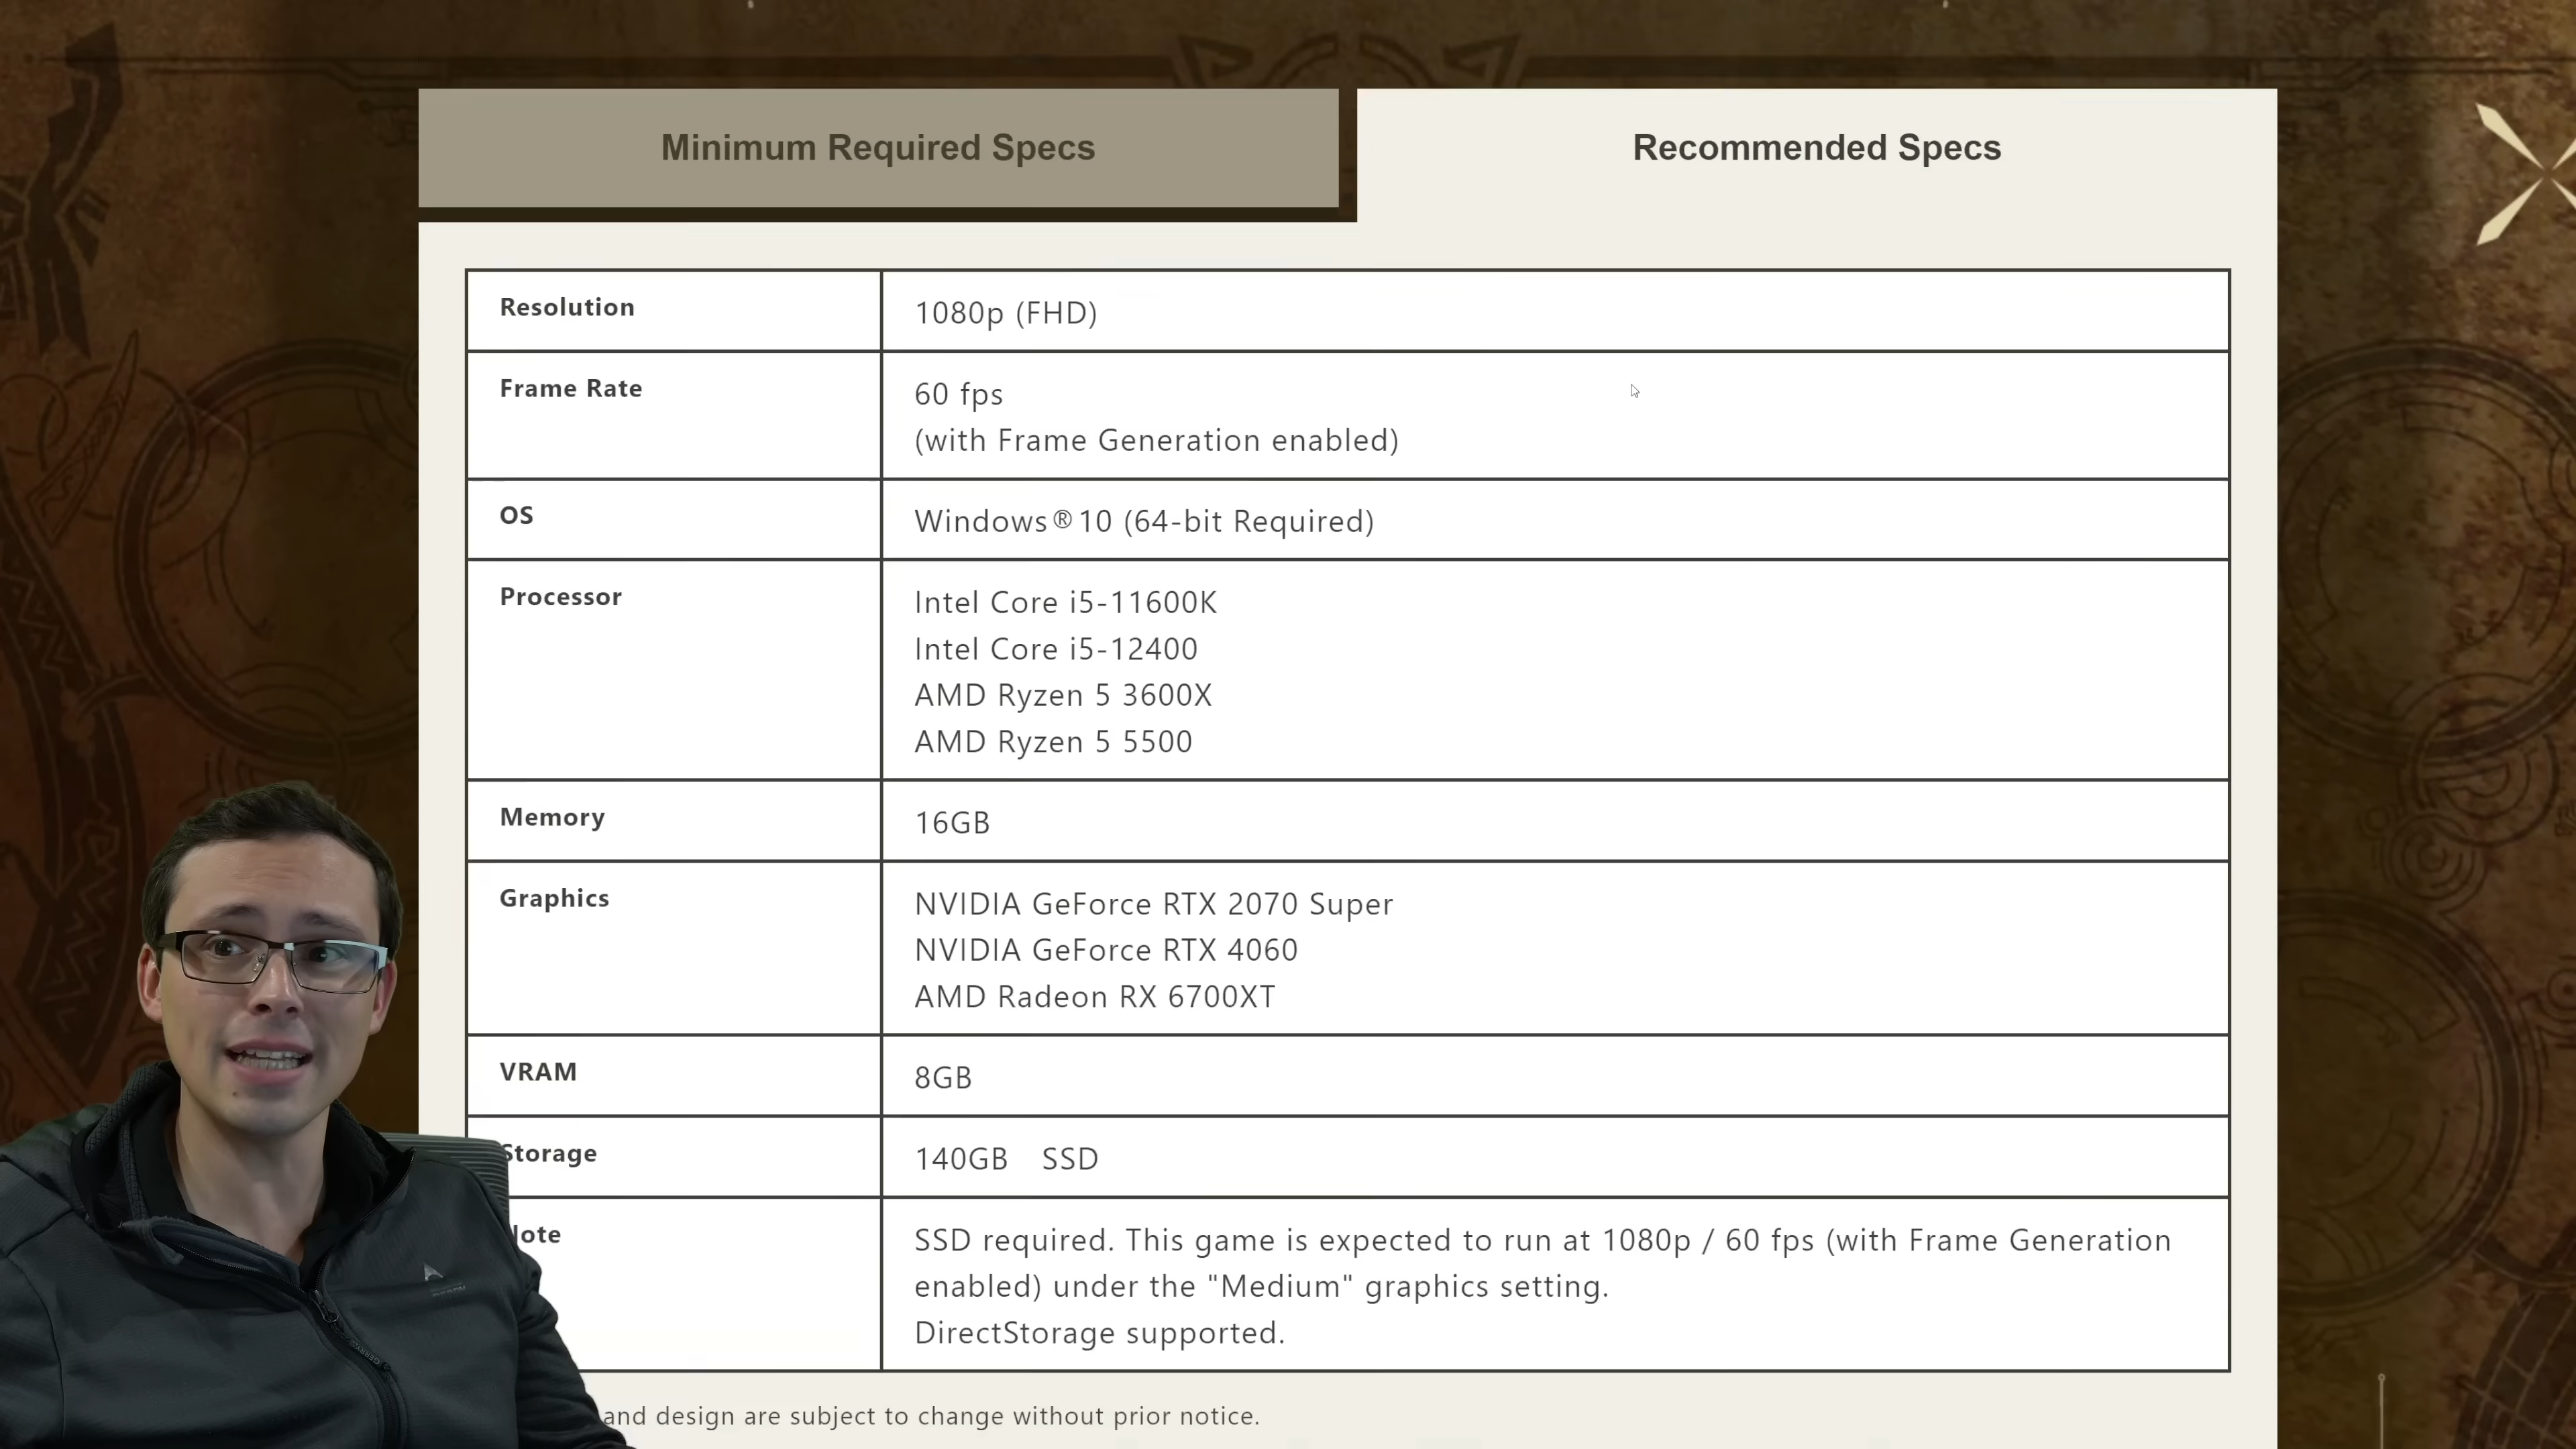 Minimum Required Specs
Recommended Specs
Resolution
1080p (FHD)
Frame Rate
60 fps
(with Frame Generation enabled)
OS
Windows®10 (64-bit Required)
Processor
Intel Core i5-11600K
Intel Core i5-12400
AMD Ryzen 5 3600X
AMD Ryzen 5 5500
Memory
16GB
Graphics
NVIDIA GeForce RTX 2070 Super
NVIDIA GeForce RTX 4060
AMD Radeon RX 6700XT
VRAM
8GB
Storage
140GB SSD
Note
SSD required. This game is expected to run at 1080p / 60 fps (with Frame Generation
enabled) under the "Medium" graphics setting.
DirectStorage supported.
and design are subject to change without prior notice.